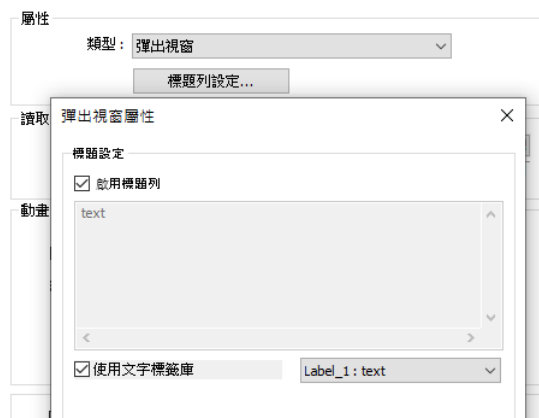 屬性
類型：
彈出視窗
標題列設定...
讀取
彈出視窗屬性
標題設定
啟用標題列
動畫
text
使用文字標籤庫
Label_1 : text